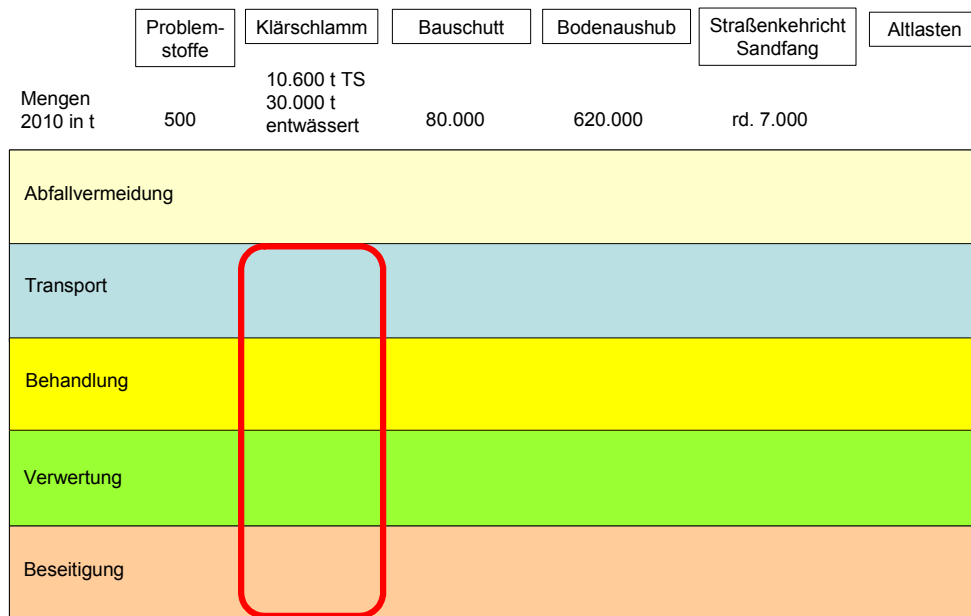 Problem-
stoffe
Klärschlamm
Bauschutt
Bodenaushub
Straßenkehricht
Sandfang
Altlasten
Mengen
2010 in t
500
10.600 t TS
30.000 t
entwässert
80.000
620.000
rd. 7.000
Abfallvermeidung
Transport
Behandlung
Verwertung
Beseitigung